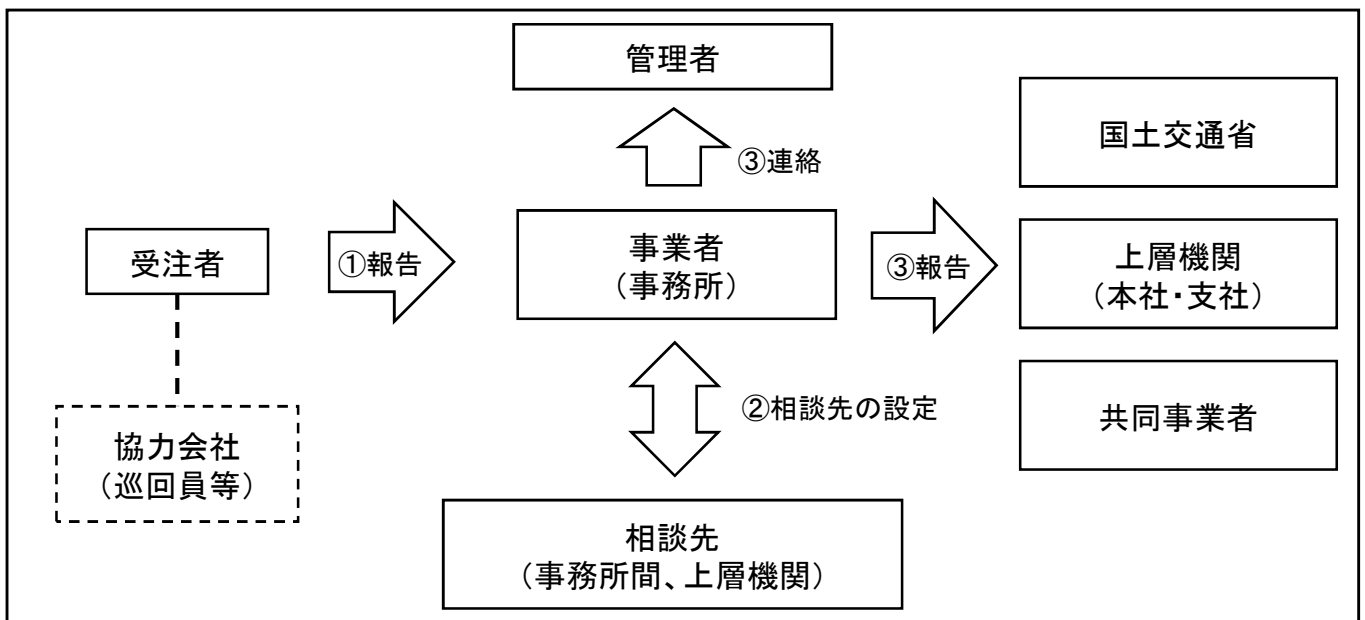 管理者
③連絡
国土交通省
受注者
①報告
事業者
（事務所）
③報告
上層機関
（本社・支社）
②相談先の設定
共同事業者
協力会社
（巡回員等）
相談先
（事務所間、上層機関）